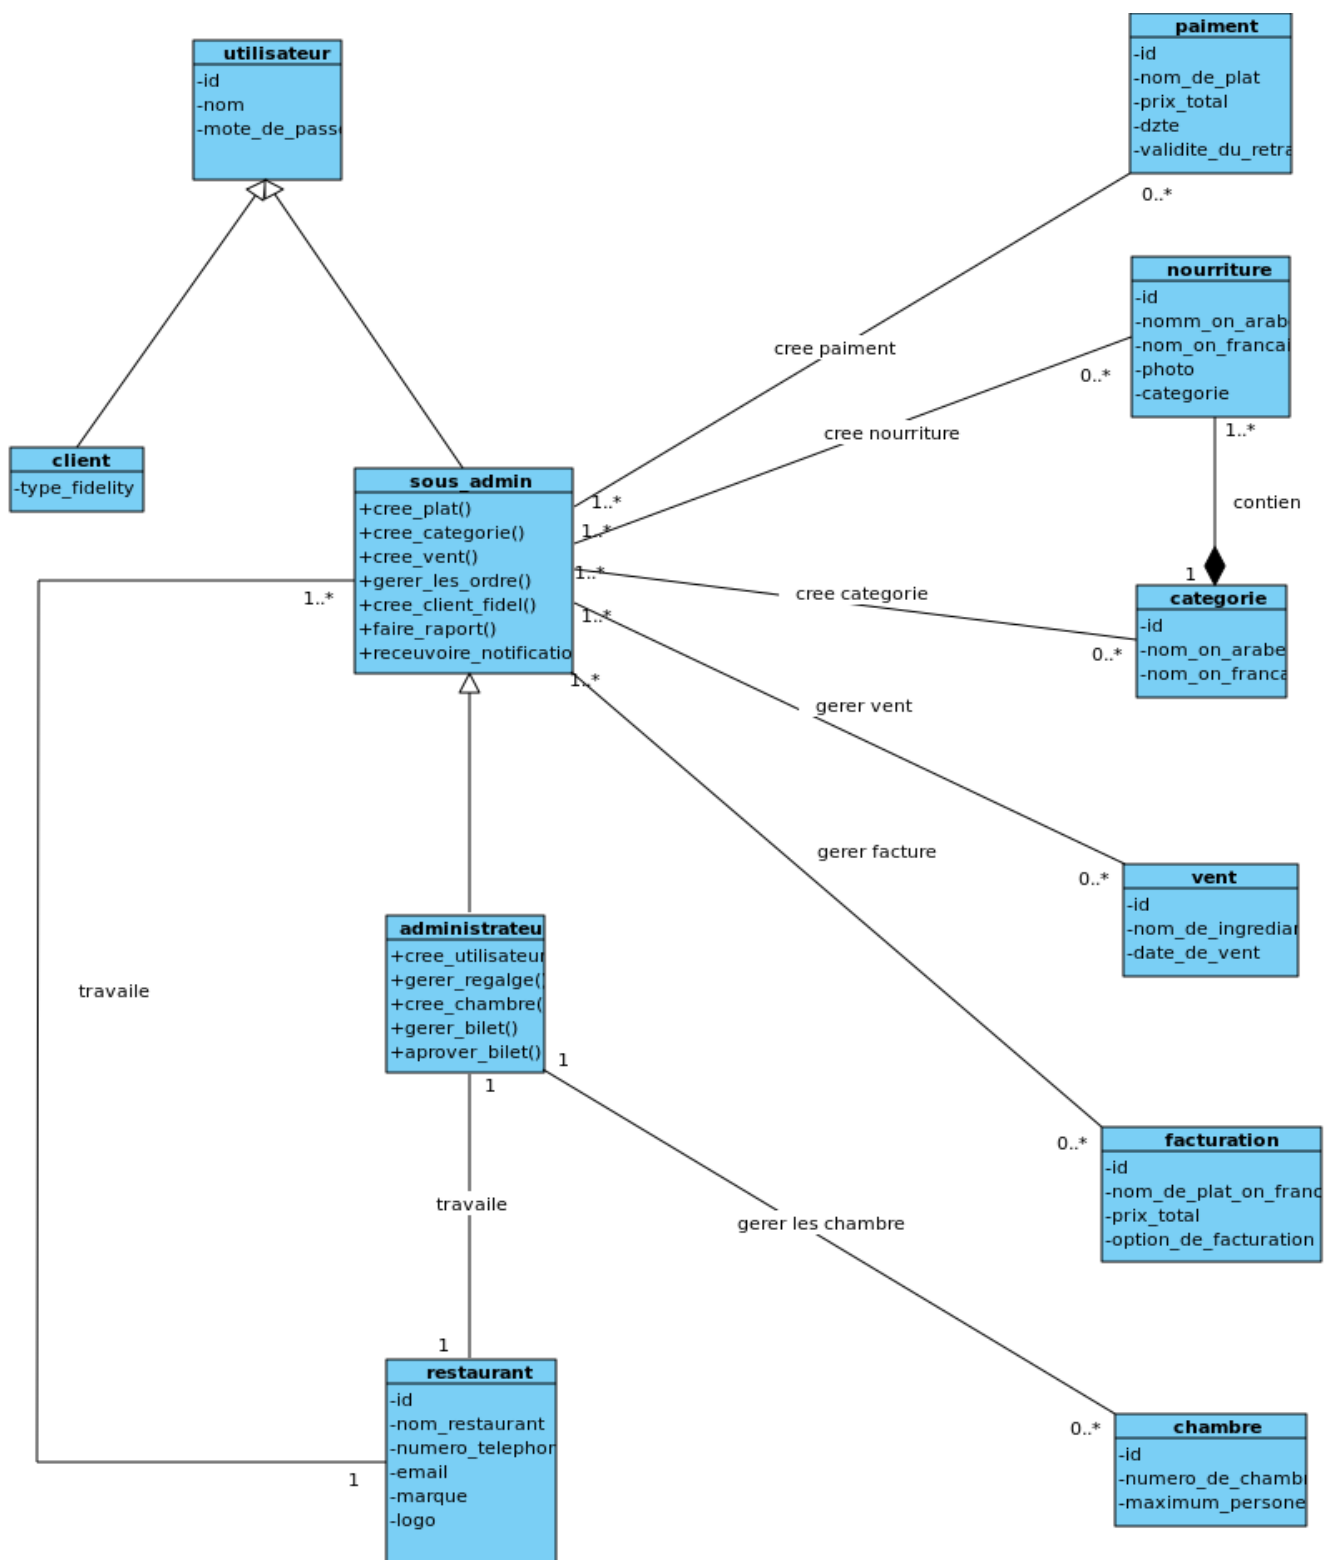 utilisateur
-id
-nom
-mote_de_passe
client
-type_fidelity
sous_admin
+cree_plat()
+cree_categorie()
+cree_vent()
+gerer_les_ordre()
+cree_client_fidel()
+faire_raport()
+receuvoire_notificatio
1..*
travaile
1
administrateu
+cree_utilisateur
+gerer_regalge()
+cree_chambre(
+gerer_bilet()
+aprover_bilet()
1
travaile
1
restaurant
-id
-nom_restaurant
-numero_telephor
-email
-marque
-logo
paiment
-id
-nom_de_plat
-prix_total
-dzte
-validite_du_retra
0..*
cree paiment
1..*
nourriture
-id
-nomm_on_arab
-nom_on_francai
-photo
-categorie
0..*
cree nourriture
1..*
1..*
contien
1
categorie
-id
-nom_on_arabe
-nom_on_franca
0..*
cree categorie
1..*
vent
-id
-nom_de_ingredian
-date_de_vent
0..*
gerer vent
1..*
facturation
-id
-nom_de_plat_on_franc
-prix_total
-option_de_facturation
0..*
gerer facture
1..*
chambre
-id
-numero_de_chambr
-maximum_persone
0..*
gerer les chambre
1